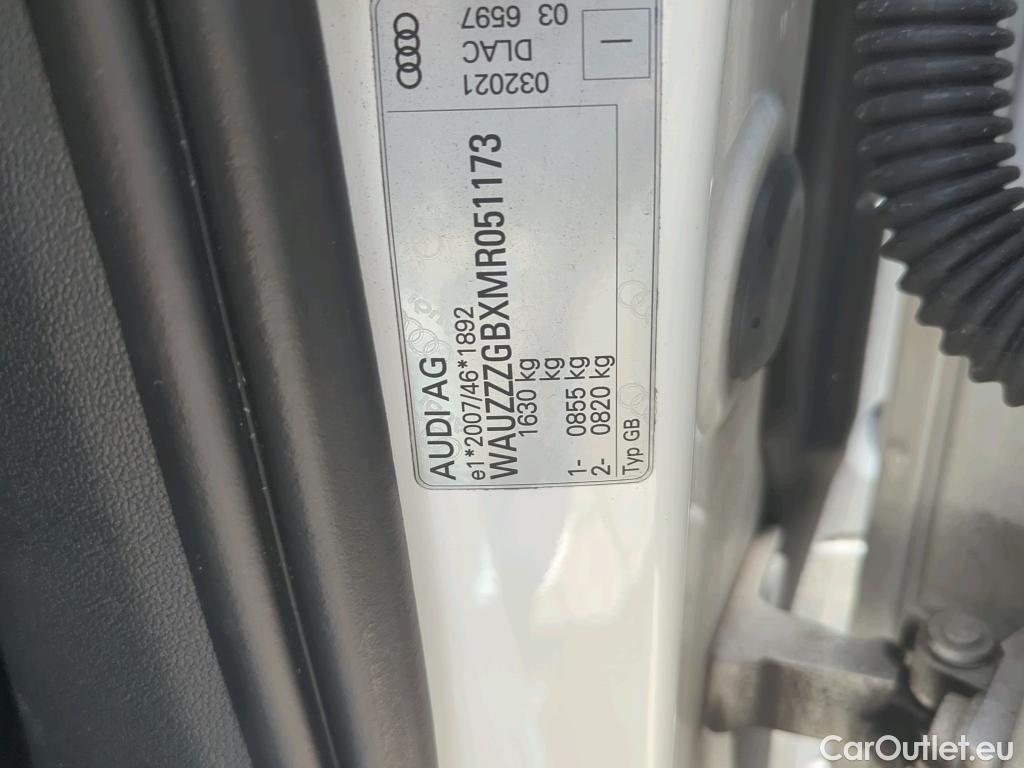 AUDI AG
e1*2007/46*1892
WAUZZZGBXMR051173
1630 kg
kg
1- 0855 kg
2- 0820 kg
Typ GB
032021
DLAC
03 6597
CarOutlet.eu